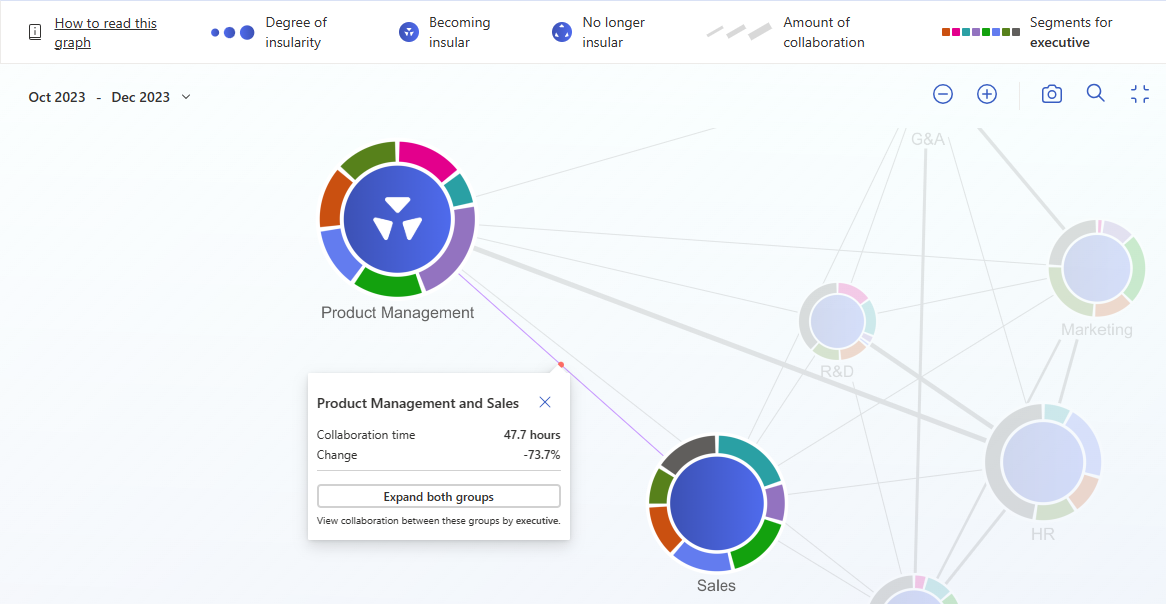 How to read this
graph
Degree of
insularity
Becoming
insular
No longer
insular
Amount of
collaboration
Segments for
executive
Oct 2023 - Dec 2023
G&A
Product Management
Marketing
R&D
Product Management and Sales
Collaboration time 47.7 hours
Change -73.7%
Expand both groups
View collaboration between these groups by executive.
HR
Sales